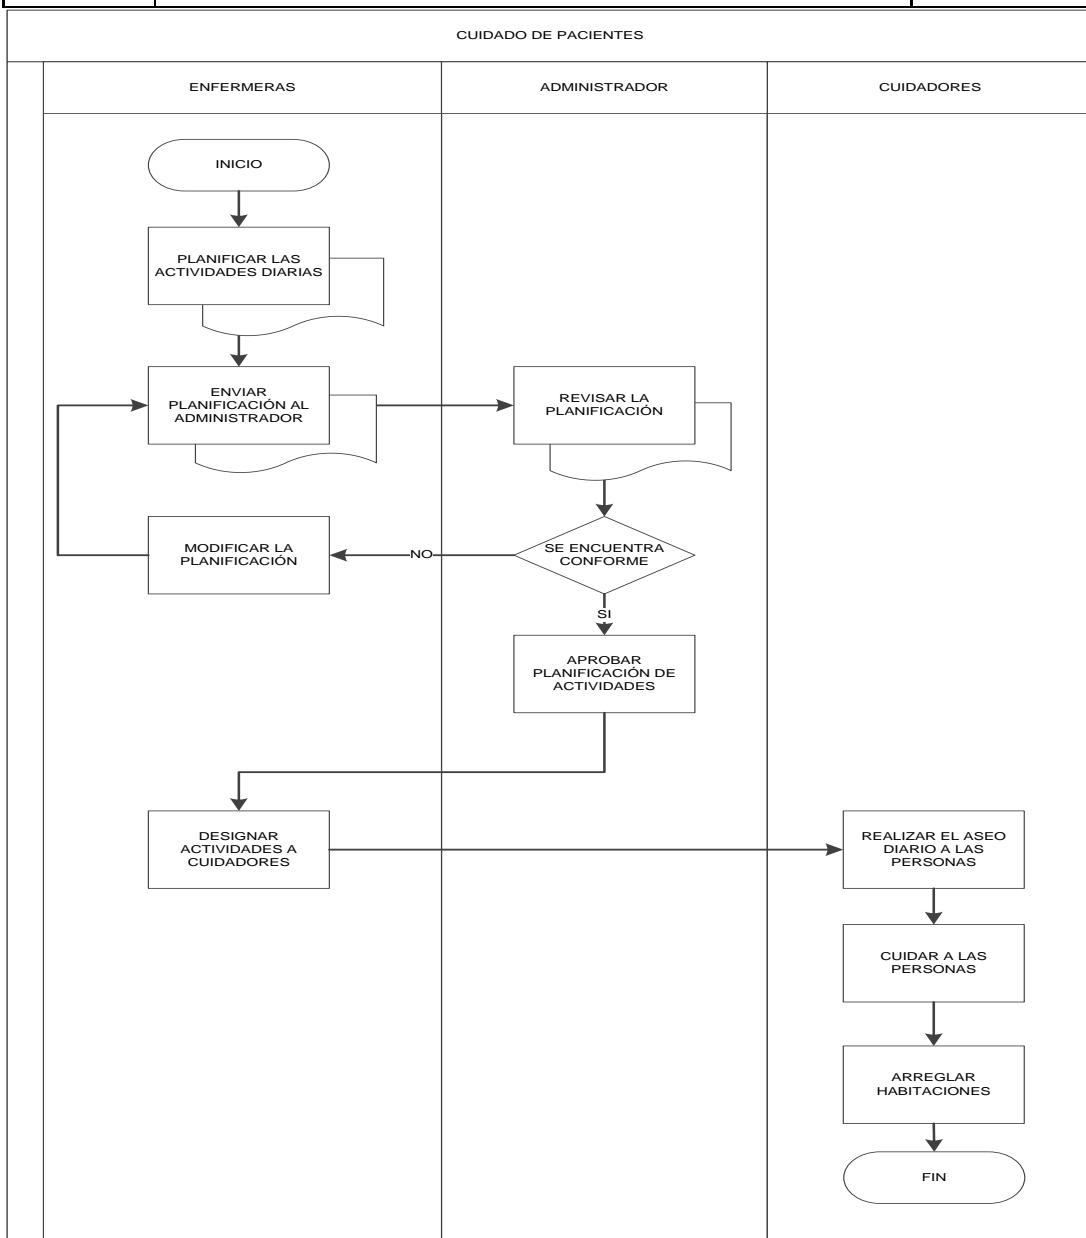 CUIDADO DE PACIENTES
ENFERMERAS
ADMINISTRADOR
CUIDADORES
INICIO
PLANIFICAR LAS
ACTIVIDADES DIARIAS
ENVIAR
PLANIFICACIÓN AL
ADMINISTRADOR
REVISAR LA
PLANIFICACIÓN
MODIFICAR LA
PLANIFICACIÓN
NO
SE ENCUENTRA
CONFORME
SI
APROBAR
PLANIFICACIÓN DE
ACTIVIDADES
DESIGNAR
ACTIVIDADES A
CUIDADORES
REALIZAR EL ASEO
DIARIO A LAS
PERSONAS
CUIDAR A LAS
PERSONAS
ARREGLAR
HABITACIONES
FIN